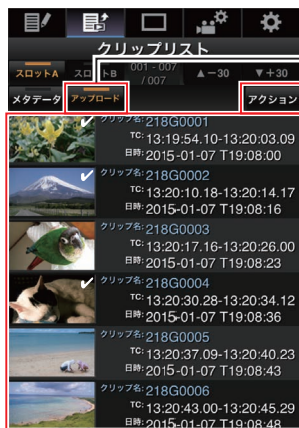 クリップリスト
スロットA スロットB 001 - 007 / 007 ▲−30 ▼+30
メタデータ アップロード アクション
クリップ名: 218G0001
TC: 13:19:54.10-13:20:03.09
日時: 2015-01-07 T19:08:00
クリップ名: 218G0002
TC: 13:20:10.18-13:20:14.17
日時: 2015-01-07 T19:08:16
クリップ名: 218G0003
TC: 13:20:17.16-13:20:26.00
日時: 2015-01-07 T19:08:23
クリップ名: 218G0004
TC: 13:20:30.28-13:20:34.12
日時: 2015-01-07 T19:08:36
クリップ名: 218G0005
TC: 13:20:37.09-13:20:40.23
日時: 2015-01-07 T19:08:43
クリップ名: 218G0006
TC: 13:20:43.00-13:20:45.29
日時: 2015-01-07 T19:08:48